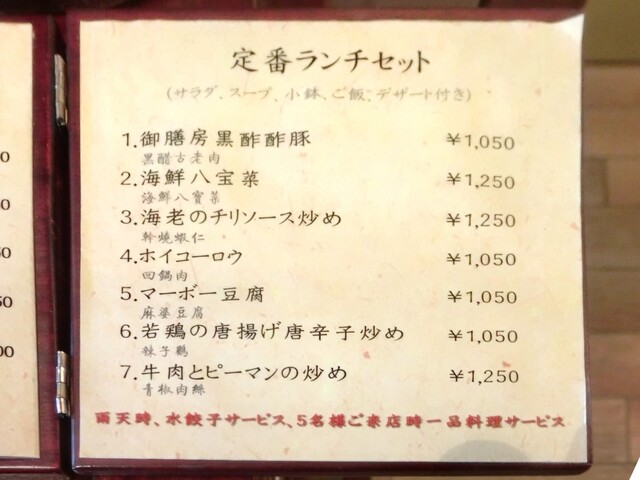 定番ランチセット
(サラダ、スープ、小鉢、ご飯、デザート付き)
1.御膳房黒酢酢豚 ￥1,050
黒醋古老肉
2.海鮮八宝菜 ￥1,250
海鮮八寶菜
3.海老のチリソース炒め ￥1,250
幹燒蝦仁
4.ホイコーロウ ￥1,050
回鍋肉
5.マーボー豆腐 ￥1,050
麻婆豆腐
6.若鶏の唐揚げ唐辛子炒め ￥1,050
辣子鶏
7.牛肉とピーマンの炒め ￥1,250
青椒肉絲
雨天時、水餃子サービス、5名様ご来店時一品料理サービス
0
0
0
0
00